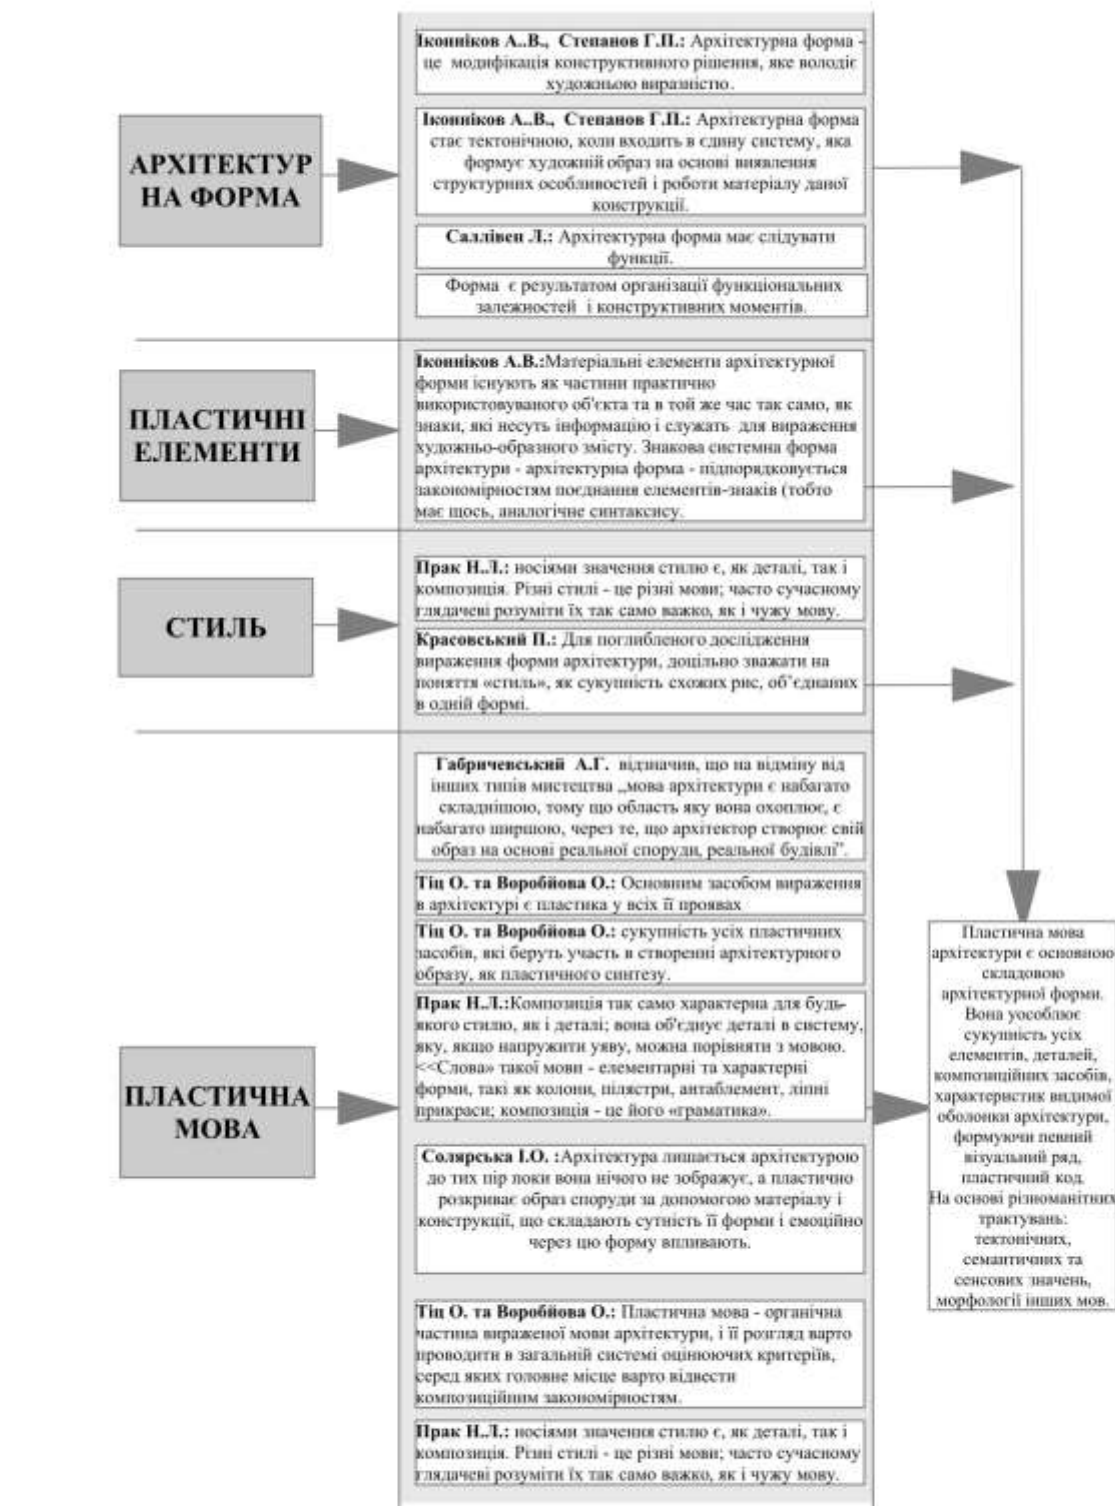 АРХІТЕКТУР
НА ФОРМА
Іконніков А..В., Степанов Г.П.: Архітектурна форма -
це модифікація конструктивного рішення, яке володіє
художньою виразністю.
Іконніков А..В., Степанов Г.П.: Архітектурна форма
стає тектонічною, коли входить в єдину систему, яка
формує художній образ на основі виявлення
структурних особливостей і роботи матеріалу даної
конструкції.
Саллівен Л.: Архітектурна форма має слідувати
функції.
Форма є результатом організації функціональних
залежностей і конструктивних моментів.
ПЛАСТИЧНІ
ЕЛЕМЕНТИ
Іконніков А.В.:Матеріальні елементи архітектурної
форми існують як частини практично
використовуваного об'єкта та в той же час так само, як
знаки, які несуть інформацію і служать для вираження
художньо-образного змісту. Знакова системна форма
архітектури - архітектурна форма - підпорядковується
закономірностям поєднання елементів-знаків (тобто
має щось, аналогічне синтаксису.
СТИЛЬ
Прак Н..Л.: носіями значення стилю є, як деталі, так і
композиція. Різні стилі - це різні мови; часто сучасному
глядачеві розуміти їх так само важко, як і чужу мову.
Красовський П.: Для поглибленого дослідження
вираження форми архітектури, доцільно зважати на
поняття «стиль», як сукупність схожих рис, об’єднаних
в одній формі.
ПЛАСТИЧНА
МОВА
Габричевський А.Г. відзначив, що на відміну від
інших типів мистецтва „мова архітектури є набагато
складнішою, тому що область яку вона охоплює, є
набагато ширшою, через те, що архітектор створює свій
образ на основі реальної споруди, реальної будівлі”.
Тіц О. та Воробйова О.: Основним засобом вираження
в архітектурі є пластика у всіх її проявах
Тіц О. та Воробйова О.: сукупність усіх пластичних
засобів, які беруть участь в створенні архітектурного
образу, як пластичного синтезу.
Прак Н..Л.:Композиція так само характерна для будь-
якого стилю, як і деталі; вона об'єднує деталі в систему,
яку, якщо напружити уяву, можна порівняти з мовою.
<<Слова» такої мови - елементарні та характерні
форми, такі як колони, пілястри, антаблемент, ліпні
прикраси; композиція - це його «граматика».
Солярська І.О. :Архітектура лишається архітектурою
до тих пір поки вона нічого не зображує, а пластично
розкриває образ споруди за допомогою матеріалу і
конструкції, що складають сутність її форми і емоційно
через цю форму впливають.
Тіц О. та Воробйова О.: Пластична мова - органічна
частина вираженої мови архітектури, і її розгляд варто
проводити в загальній системі оцінюючих критеріїв,
серед яких головне місце варто відвести
композиційним закономірностям.
Прак Н..Л.: носіями значення стилю є, як деталі, так і
композиція. Різні стилі - це різні мови; часто сучасному
глядачеві розуміти їх так само важко, як і чужу мову.
Пластична мова
архітектури є основною
складовою
архітектурної форми.
Вона уособлює
сукупність усіх
елементів, деталей,
композиційних засобів,
характеристик видимої
оболонки архітектури,
формуючи певний
візуальний ряд,
пластичний код.
На основі різноманітних
трактувань:
тектонічних,
семантичних та
сенсових значень,
морфології інших мов.